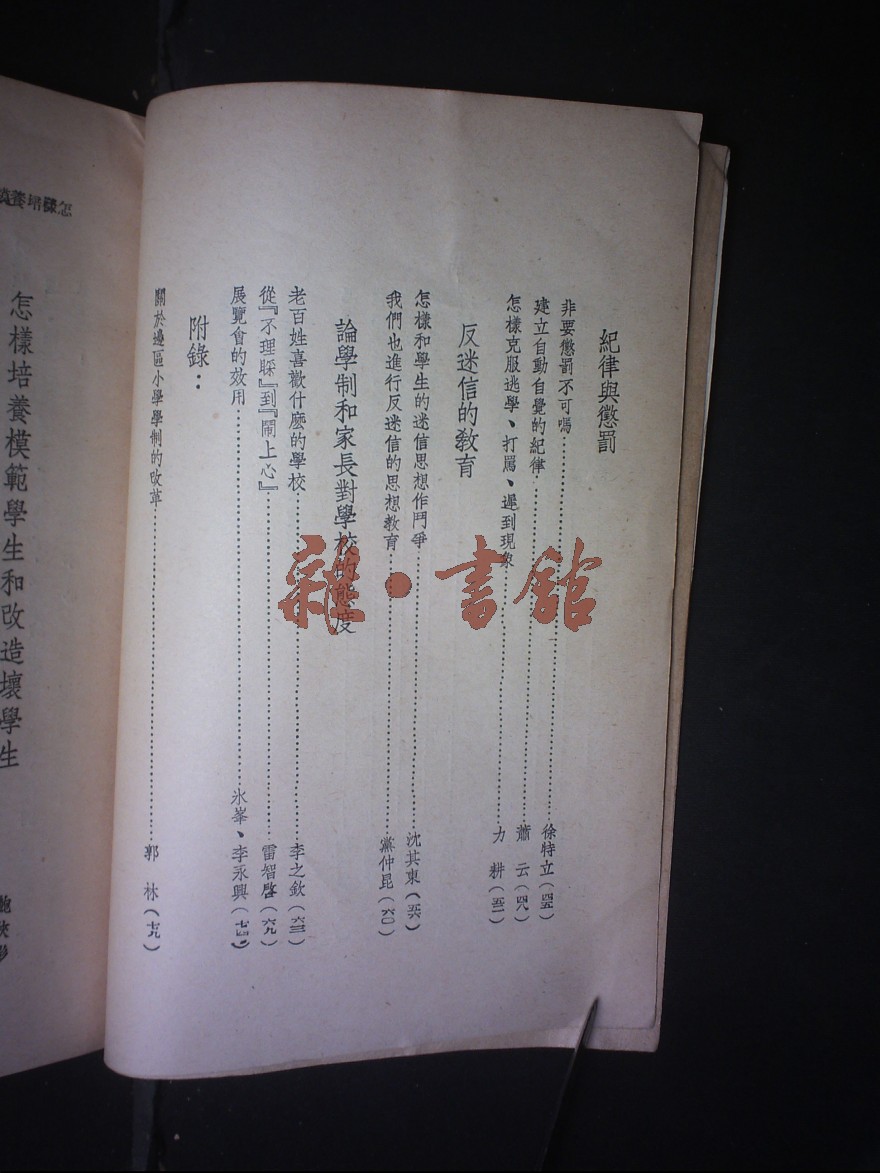 紀律與懲罰
非要懲罰不可嗎……徐特立(四五)
建立自動自覺的紀律……蕭 云(四八)
怎樣克服逃學、打罵、遲到現象……力 耕(五一)
反迷信的教育
怎樣和學生的迷信思想作鬥爭……沈其東(五六)
我們也進行反迷信的思想教育……黨仲昆(六〇)
論學制和家長對學校的態度
老百姓喜歡什麽的學校……李之欽(六三)
從『不理睬』到『鬧上心』……雷智啓(六九)
展覽會的效用……氷峯、李永興(七四)
附錄：
關於邊區小學學制的改革……郭 林(七九)
雜·書館
怎樣培養
怎樣培養模範學生和改造壞學生